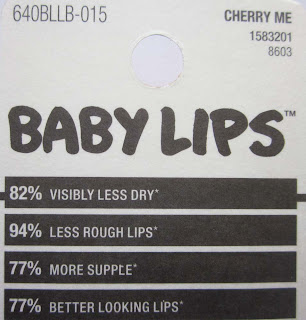 640BLLB-015
CHERRY ME
1583201
8603
BABY LIPS™
82% VISIBLY LESS DRY*
94% LESS ROUGH LIPS*
77% MORE SUPPLE*
77% BETTER LOOKING LIPS*